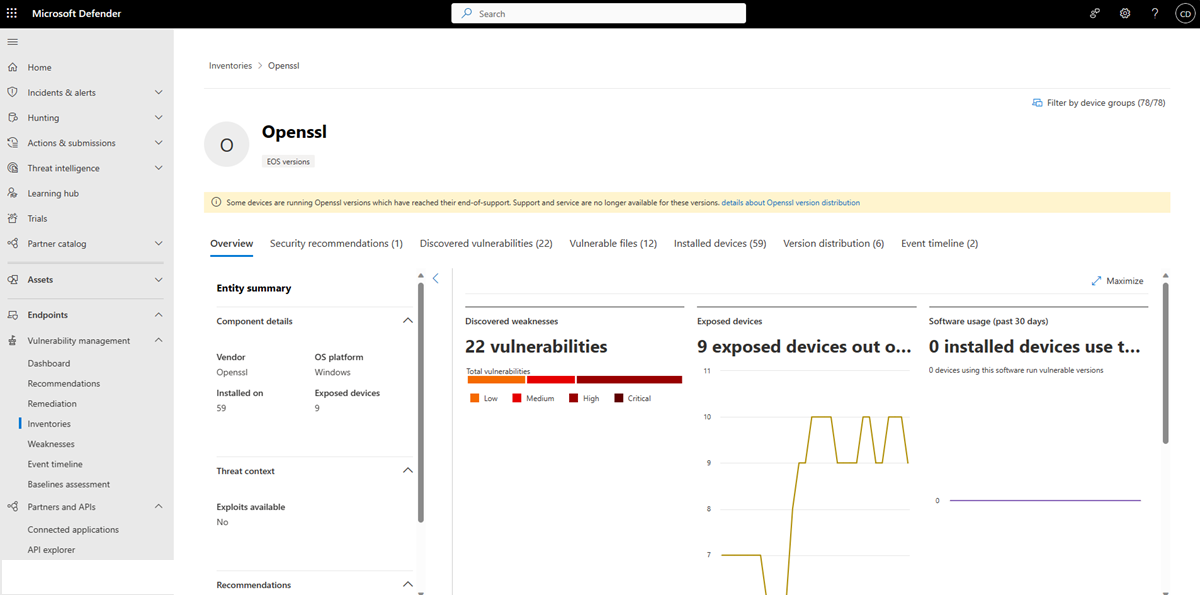 Microsoft Defender
Search
CD
Home
Incidents & alerts
Hunting
Actions & submissions
Threat intelligence
Learning hub
Trials
Partner catalog
Assets
Endpoints
Vulnerability management
Dashboard
Recommendations
Remediation
Inventories
Weaknesses
Event timeline
Baselines assessment
Partners and APIs
Connected applications
API explorer
Inventories > Openssl
Filter by device groups (78/78)
O
Openssl
EOS versions
Some devices are running Openssl versions which have reached their end-of-support. Support and service are no longer available for these versions. details about Openssl version distribution
Overview Security recommendations (1) Discovered vulnerabilities (22) Vulnerable files (12) Installed devices (59) Version distribution (6) Event timeline (2)
Entity summary
Component details
Vendor OS platform
Openssl Windows
Installed on Exposed devices
59 9
Threat context
Exploits available
No
Recommendations
Maximize
Discovered weaknesses
22 vulnerabilities
Total vulnerabilities
Low Medium High Critical
Exposed devices
9 exposed devices out o...
11
10
9
8
7
Software usage (past 30 days)
0 installed devices use t...
0 devices using this software run vulnerable versions
0